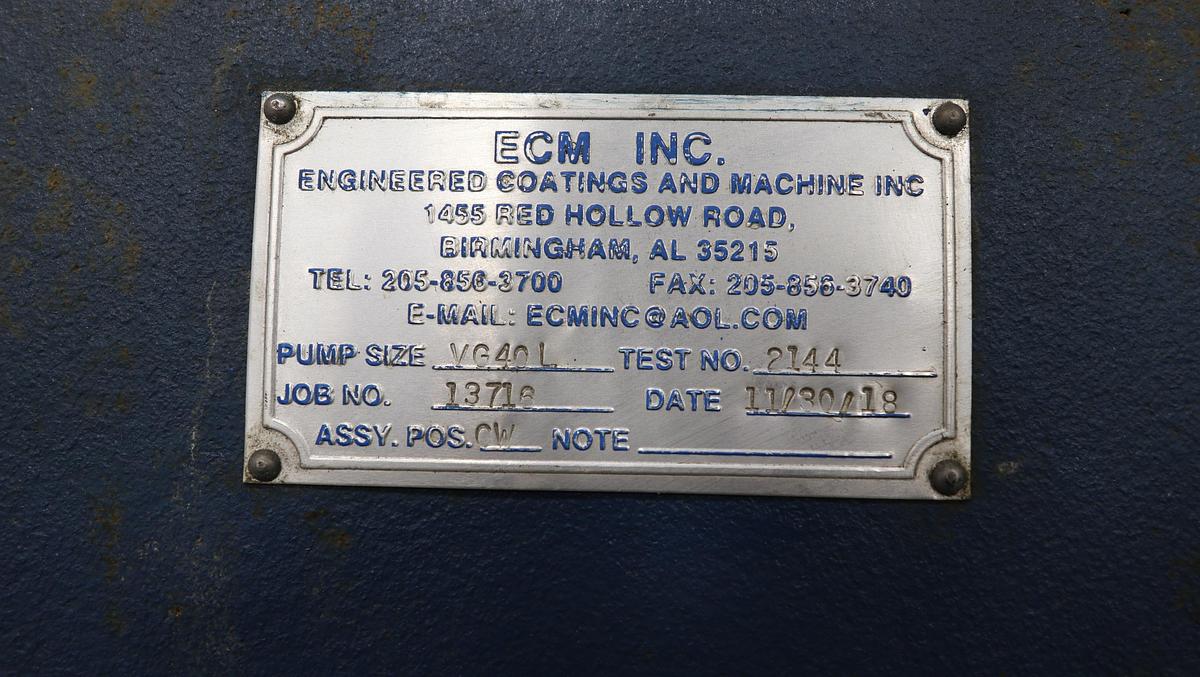 ECM INC.
ENGINEERED COATINGS AND MACHINE INC
1455 RED HOLLOW ROAD,
BIRMINGHAM, AL 35215
TEL: 205-856-3700 FAX: 205-856-3740
E-MAIL: ECMINC@AOL.COM
PUMP SIZE VG40L TEST NO. 2144
JOB NO. DATE 11/30/18
ASSY. POS. CW NOTE